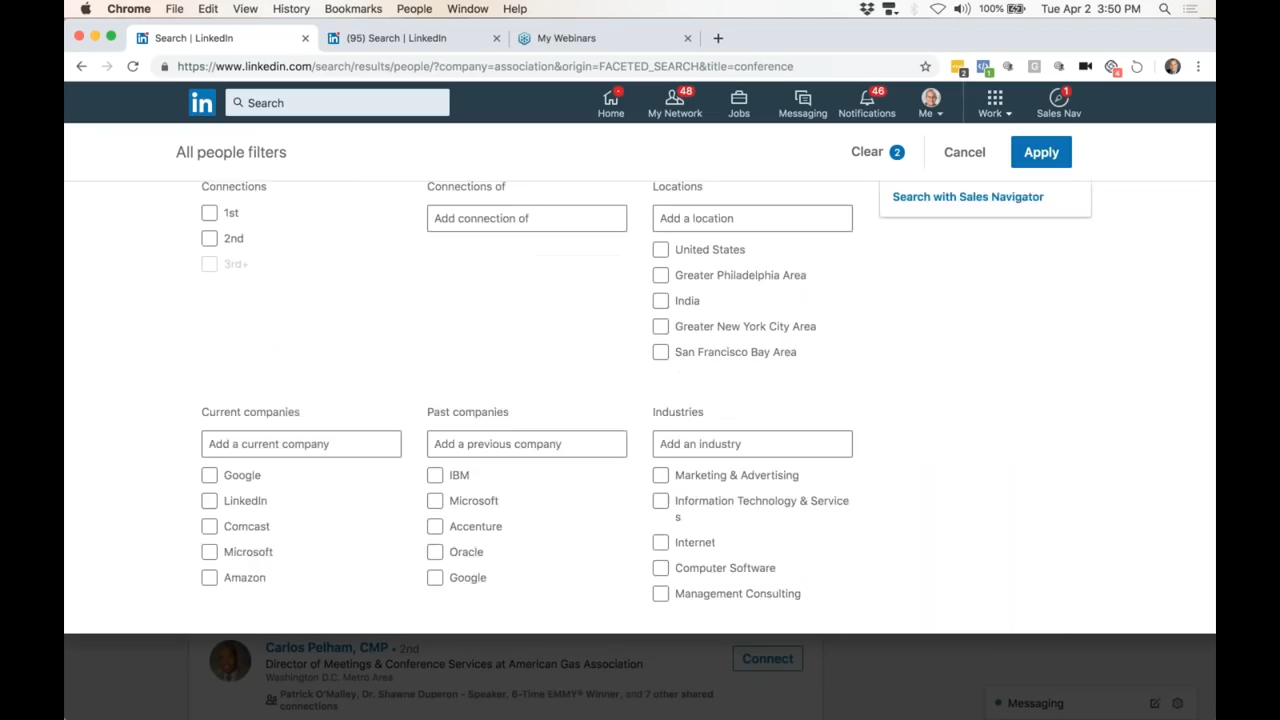 Chrome File Edit View History Bookmarks People Window Help 100% Tue Apr 2 3:50 PM
Search | LinkedIn (95) Search | LinkedIn My Webinars
https://www.linkedin.com/search/results/people/?company=association&origin=FACETED_SEARCH&title=conference 2 1 4
in Search Home 48 My Network Jobs Messaging 46 Notifications Me Work 1 Sales Nav
All people filters Clear 2 Cancel Apply
Connections Connections of Locations
Search with Sales Navigator
1st Add connection of Add a location
2nd United States
3rd+ Greater Philadelphia Area
India
Greater New York City Area
San Francisco Bay Area
Current companies Past companies Industries
Add a current company Add a previous company Add an industry
Google IBM Marketing & Advertising
LinkedIn Microsoft Information Technology & Service
s
Comcast Accenture Internet
Microsoft Oracle Computer Software
Amazon Google Management Consulting
Carlos Pelham, CMP • 2nd
Director of Meetings & Conference Services at American Gas Association Connect
Washington D.C. Metro Area
Patrick O'Malley, Dr. Shawne Duperon - Speaker, 6-Time EMMY® Winner, and 7 other shared
connections
Messaging